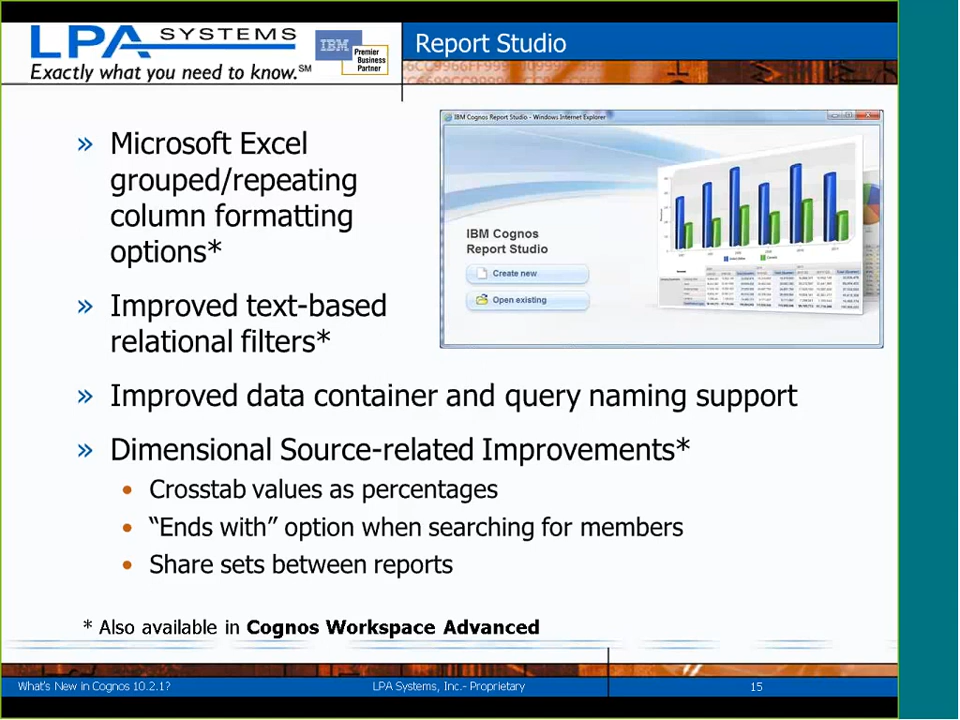 LPA SYSTEMS
Exactly what you need to know.℠
IBM
Premier
Business
Partner
Report Studio
» Microsoft Excel
grouped/repeating
column formatting
options*
» Improved text-based
relational filters*
» Improved data container and query naming support
» Dimensional Source-related Improvements*
• Crosstab values as percentages
• “Ends with” option when searching for members
• Share sets between reports
IBM Cognos Report Studio - Windows Internet Explorer
IBM Cognos
Report Studio
Create new
Open existing
* Also available in Cognos Workspace Advanced
What's New in Cognos 10.2.1?
LPA Systems, Inc.- Proprietary
15